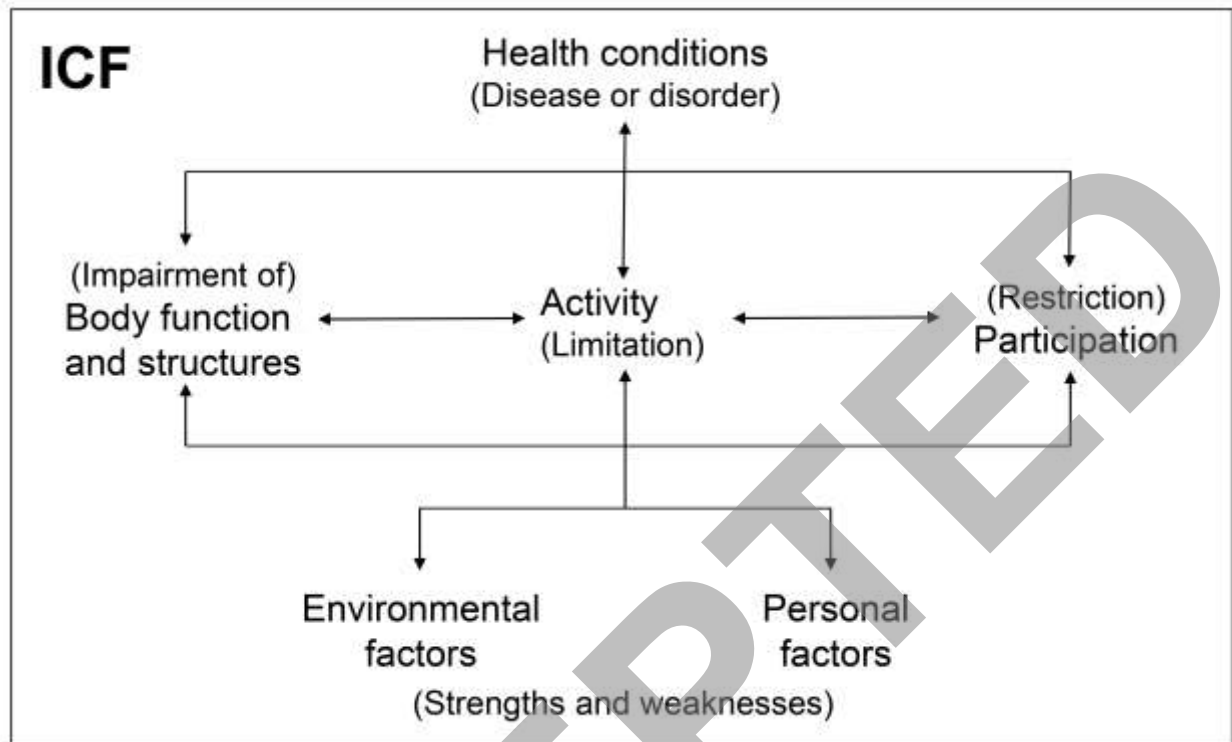 ICF
Health conditions
(Disease or disorder)
(Impairment of)
Body function
and structures
Activity
(Limitation)
(Restriction)
Participation
Environmental
factors
Personal
factors
(Strengths and weaknesses)
PTED